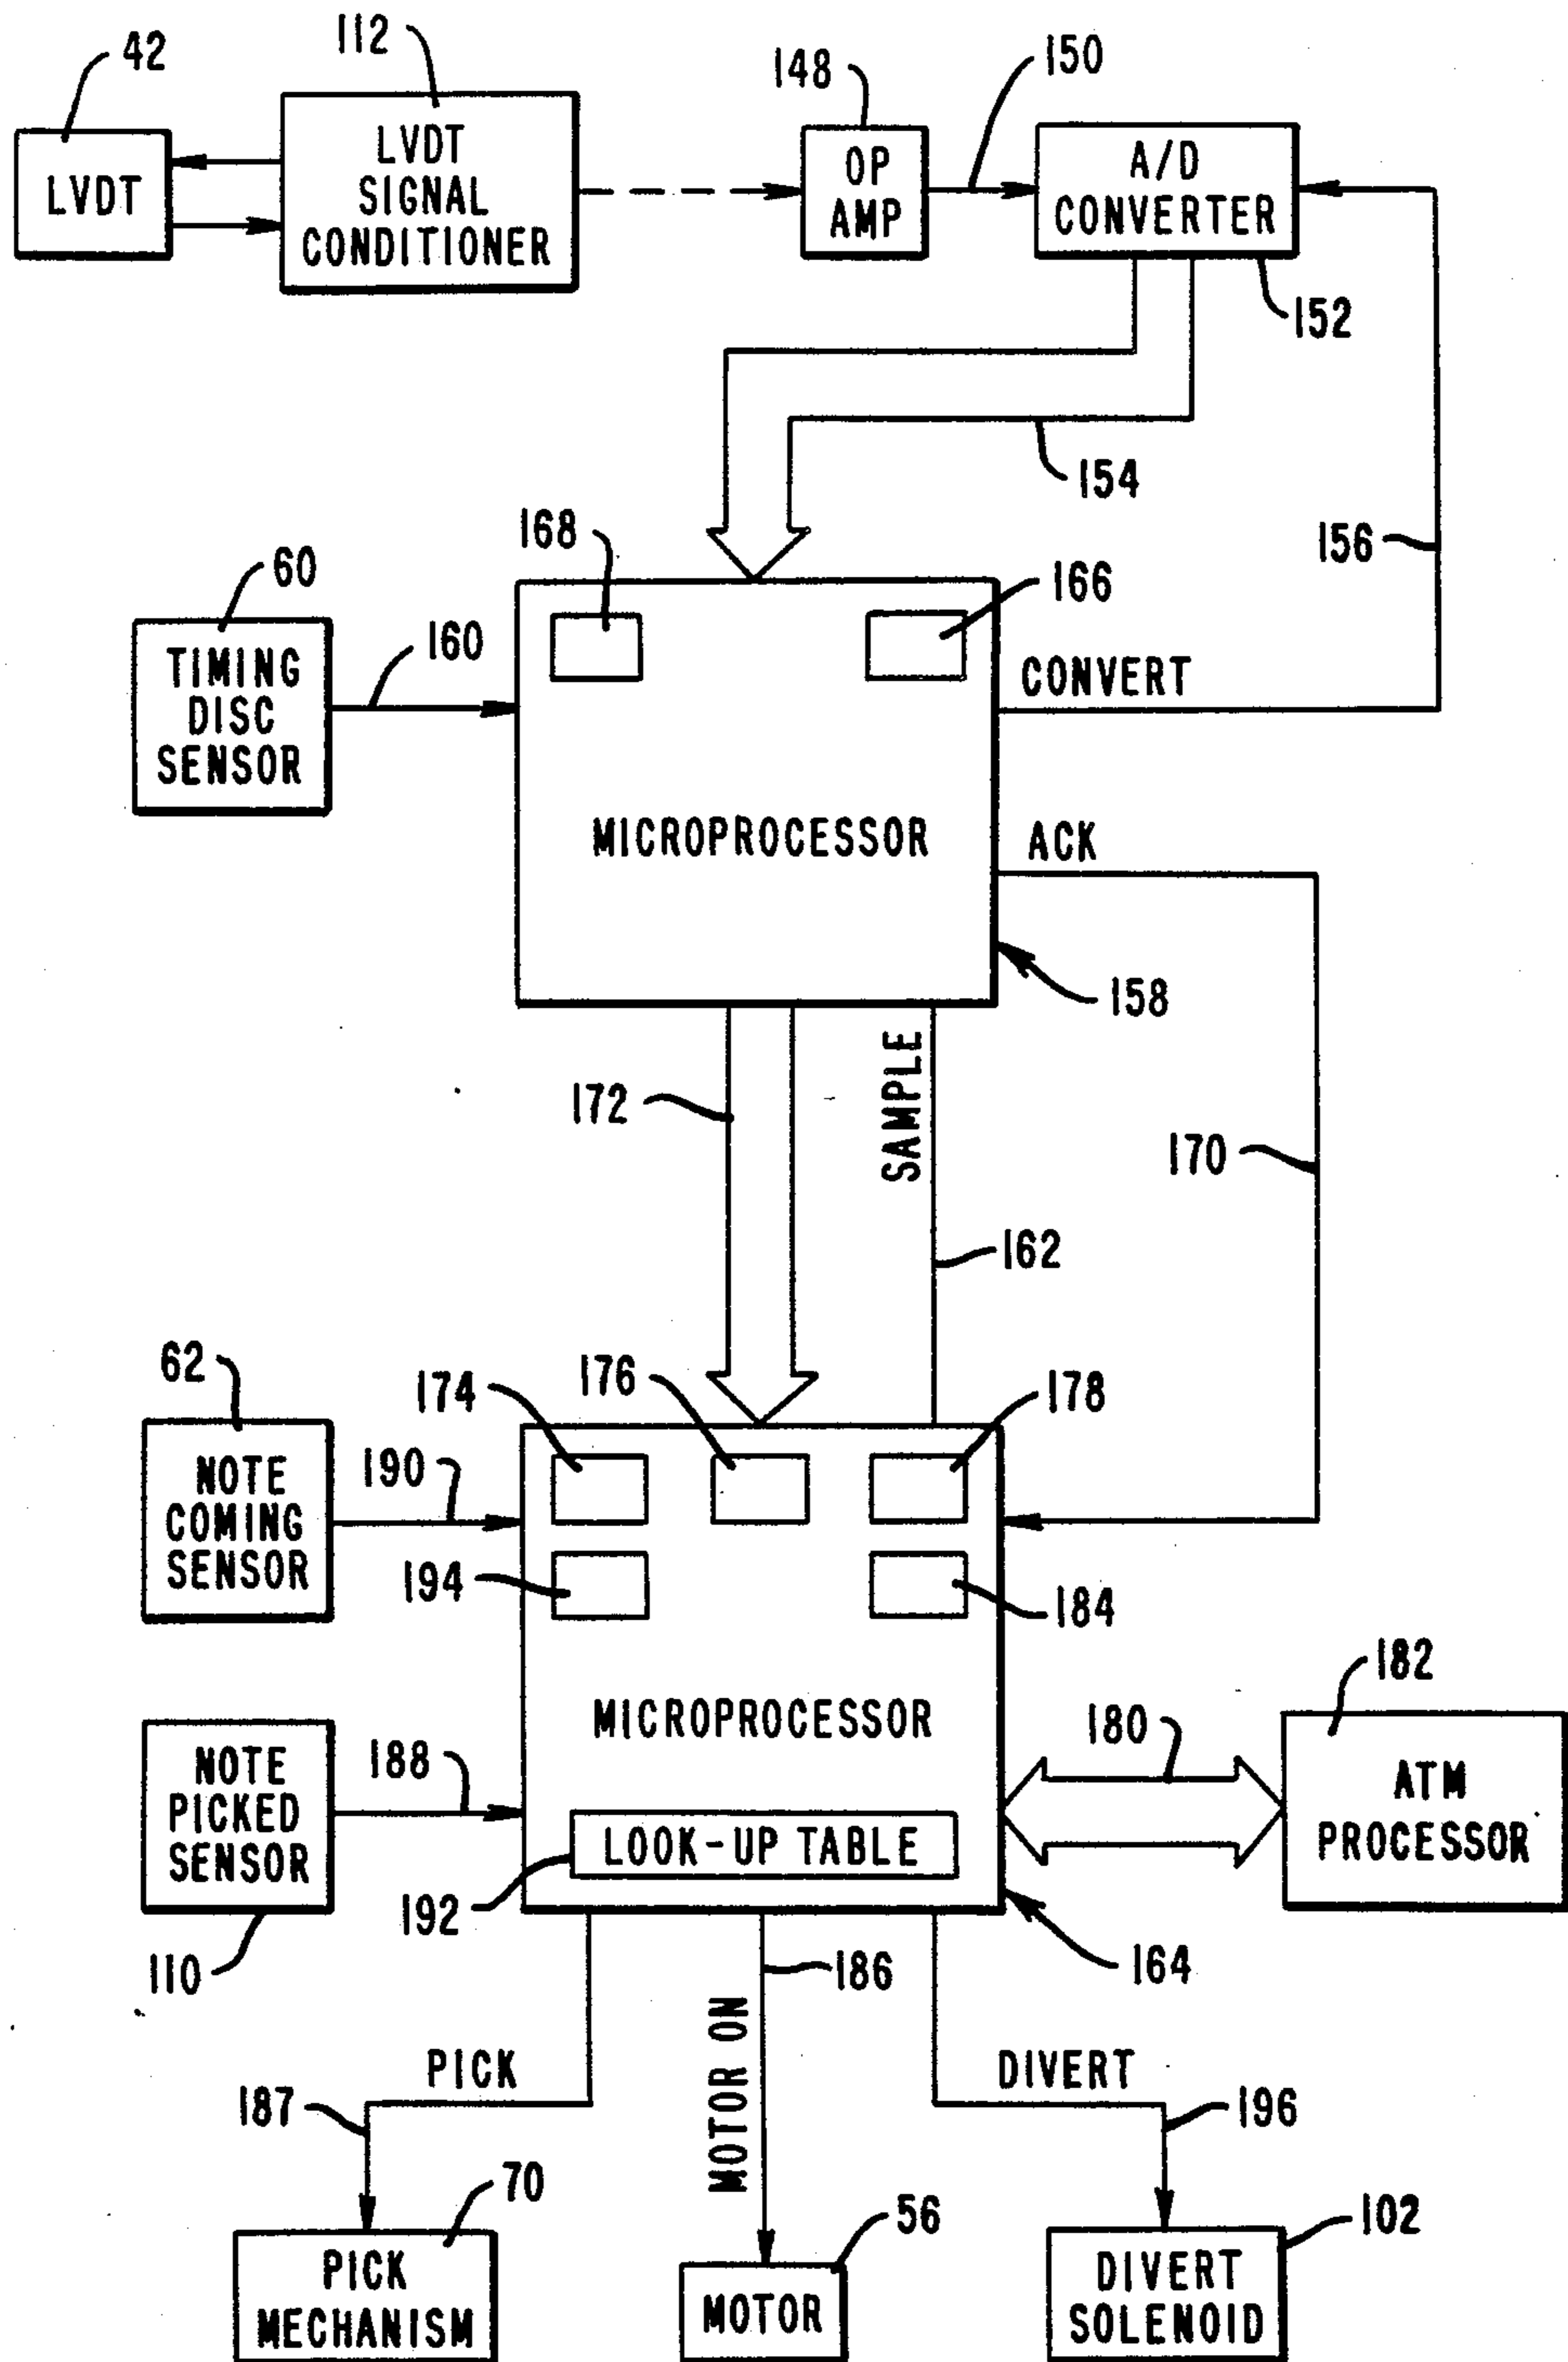 42
112
148
150
LVDT
LVDT
SIGNAL
CONDITIONER
OP
AMP
A/D
CONVERTER
152
154
156
168
166
60
160
TIMING
DISC
SENSOR
CONVERT
MICROPROCESSOR
ACK
158
172
SAMPLE
170
162
62
174
176
178
190
NOTE
COMING
SENSOR
194
184
182
MICROPROCESSOR
180
188
NOTE
PICKED
SENSOR
ATM
PROCESSOR
LOOK-UP TABLE
192
110
186
164
MOTOR ON
PICK
DIVERT
187
196
70
56
102
PICK
MECHANISM
MOTOR
DIVERT
SOLENOID